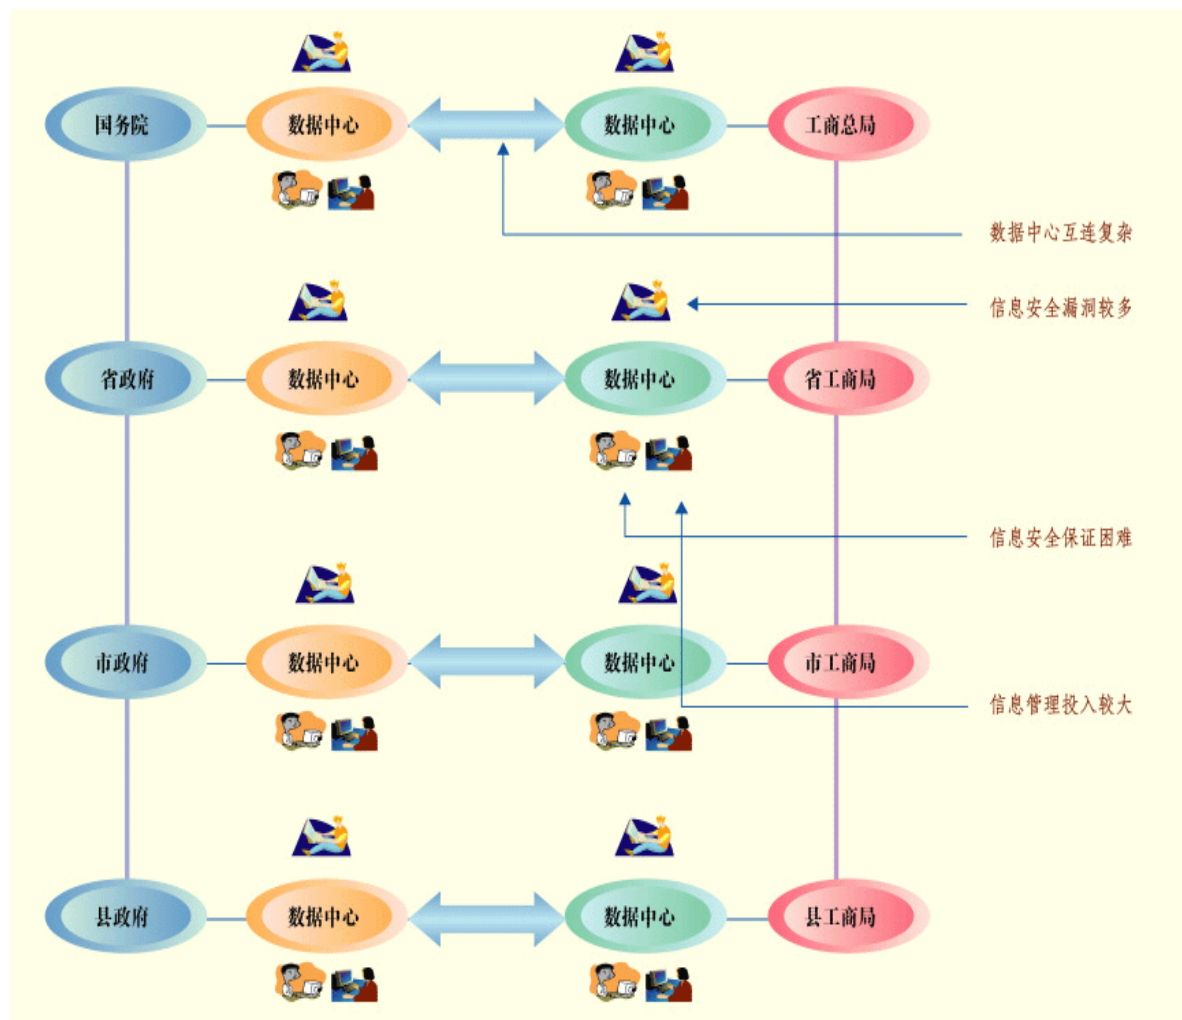 国务院
数据中心
数据中心
工商总局
数据中心互连复杂
信息安全漏洞较多
省政府
数据中心
数据中心
省工商局
信息安全保证困难
市政府
数据中心
数据中心
市工商局
信息管理投入较大
县政府
数据中心
数据中心
县工商局